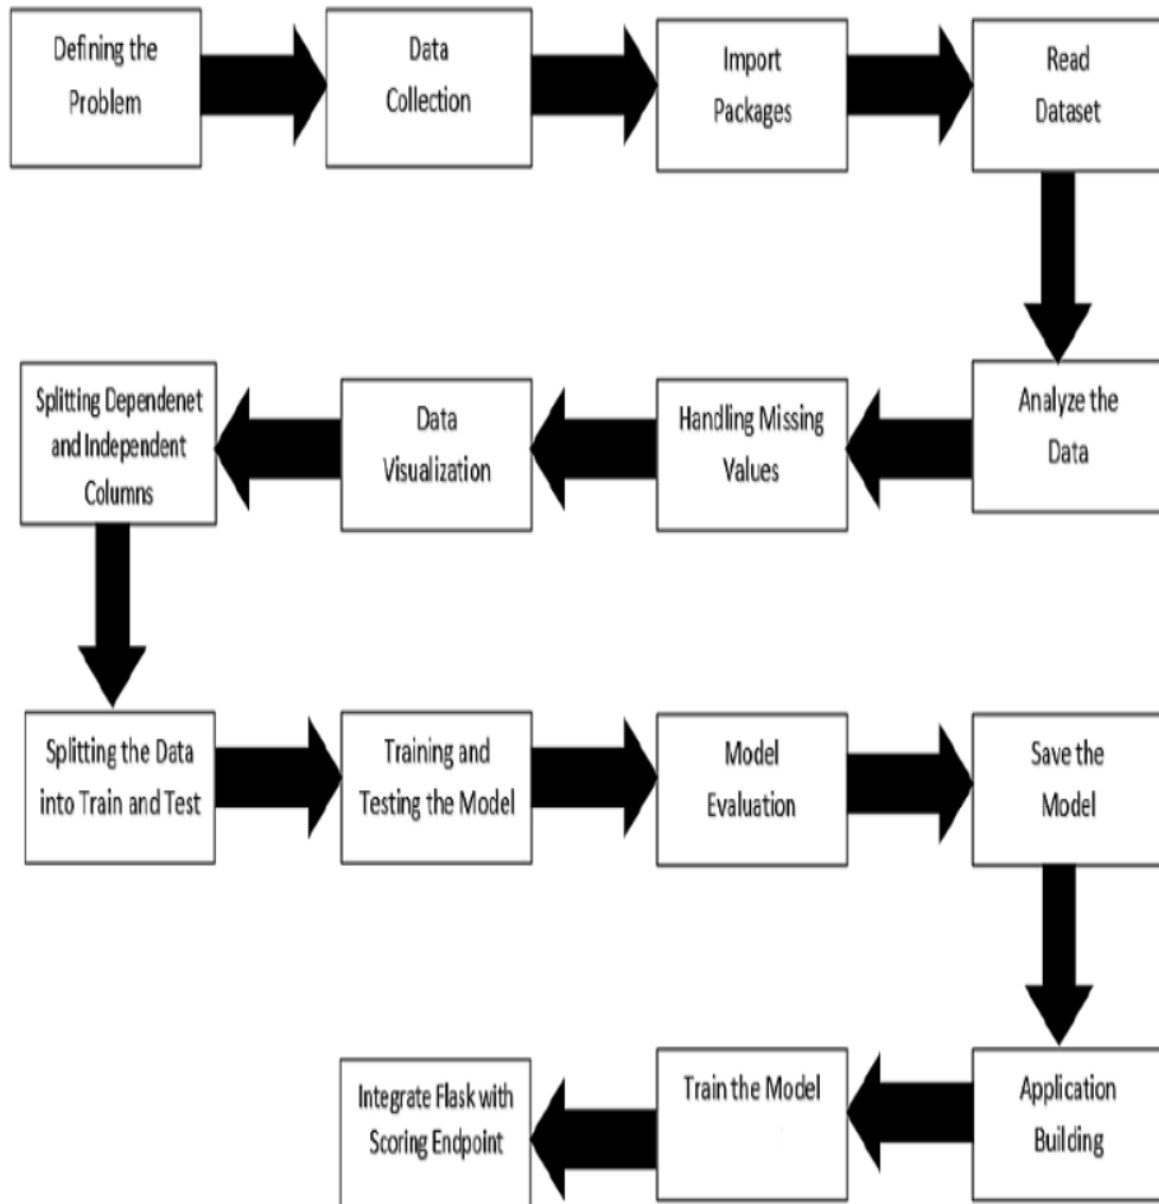 Defining the
Problem
Data
Collection
Import
Packages
Read
Dataset
Analyze the
Data
Handling Missing
Values
Data
Visualization
Splitting Dependenet
and Independent
Columns
Splitting the Data
into Train and Test
Training and
Testing the Model
Model
Evaluation
Save the
Model
Application
Building
Train the Model
Integrate Flask with
Scoring Endpoint